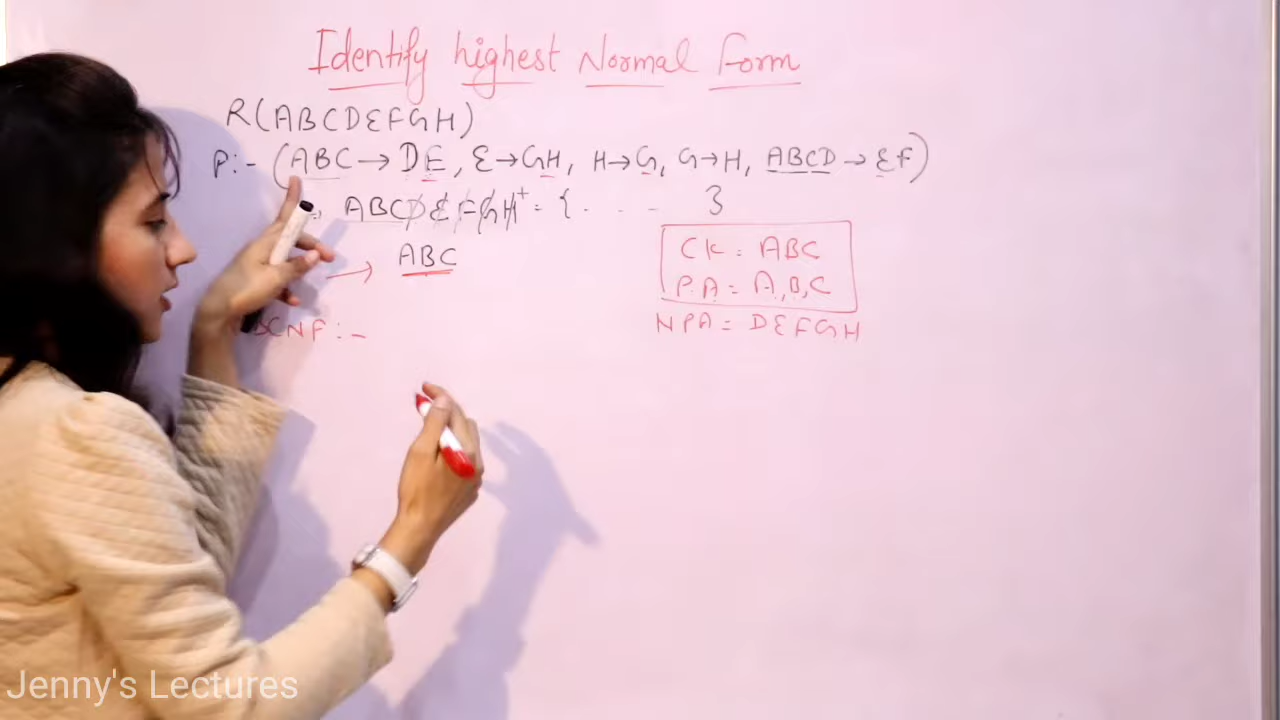 Identify highest Normal Form
R(ABCDEFGH)
F:- (ABC → DE, E→GH, H→G, G→H, ABCD → EF)
ABCDEFGH+ = { . . . }
ABC
CK = ABC
P.A = A,B,C
BCNF :-
NPA = DEFGH
Jenny's Lectures